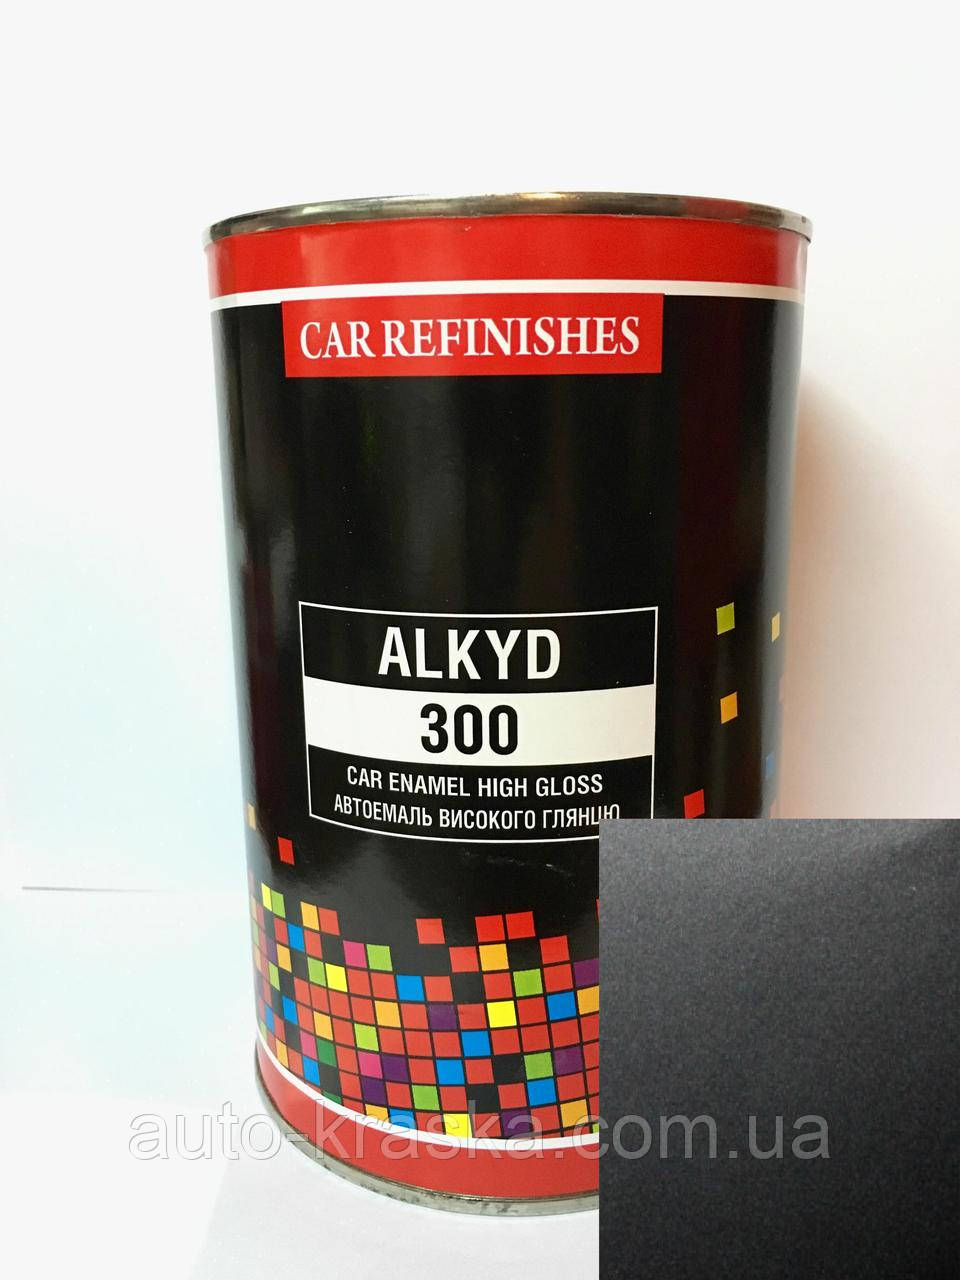 CAR REFINISHES
ALKYD
300
CAR ENAMEL HIGH GLOSS
АВТОЕМАЛЬ ВИСОКОГО ГЛЯНЦЮ
auto-kraska.com.ua